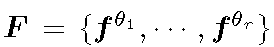 F = {f^{θ_1}, ⋯, f^{θ_r}}